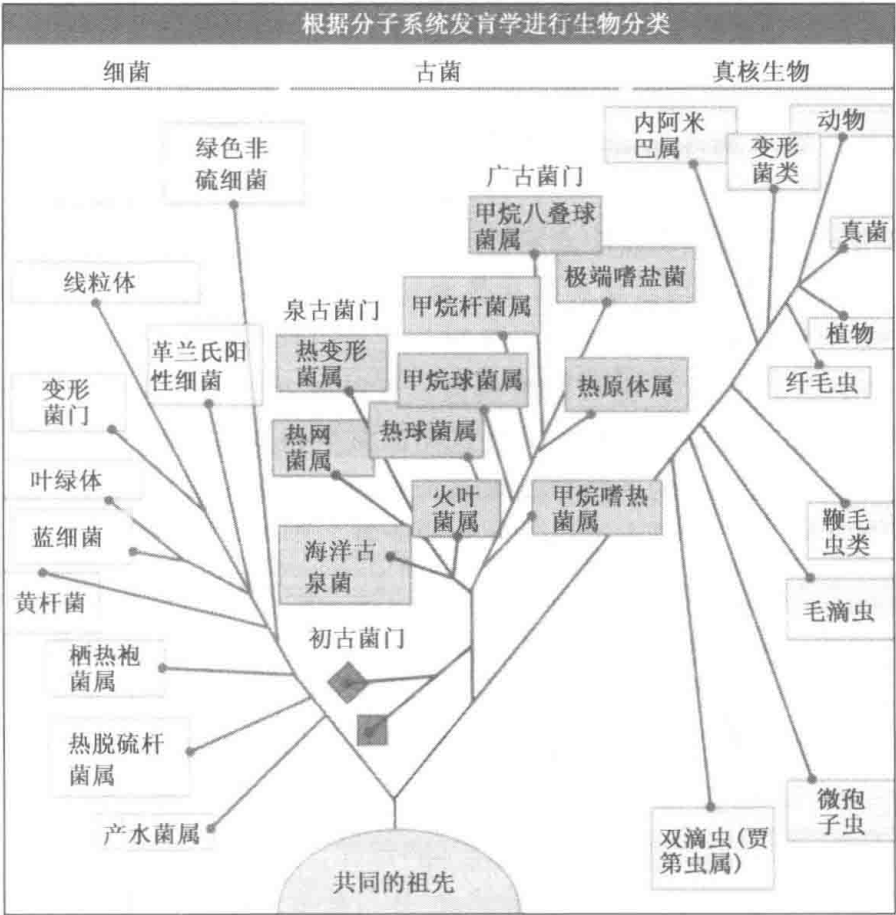 根据分子系统发育学进行生物分类
细菌
古菌
真核生物
绿色非
硫细菌
线粒体
革兰氏阳
性细菌
变形
菌门
叶绿体
蓝细菌
黄杆菌
栖热袍
菌属
热脱硫杆
菌属
产水菌属
广古菌门
甲烷八叠球
菌属
极端嗜盐菌
泉古菌门
甲烷杆菌属
热变形
菌属
甲烷球菌属
热原体属
热网
菌属
热球菌属
火叶
菌属
甲烷嗜热
菌属
海洋古
泉菌
初古菌门
内阿米
巴属
变形
菌类
动物
真菌
植物
纤毛虫
鞭毛
虫类
毛滴虫
微孢
子虫
双滴虫(贾
第虫属)
共同的祖先